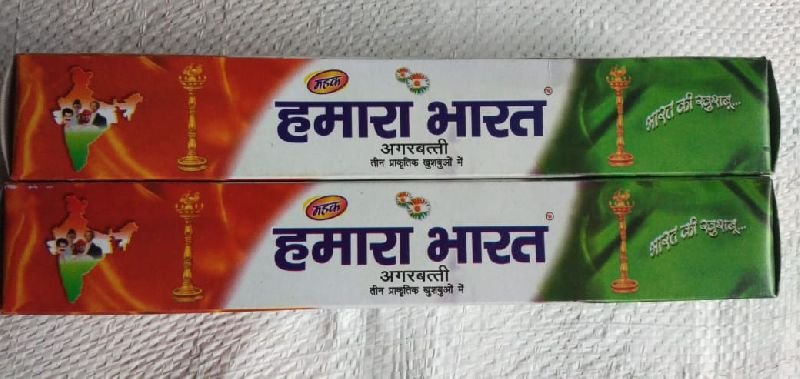 महक
हमारा भारत®
अगरबत्ती
तीन प्राकृतिक खुशबुओं में
भारत की खुशबू...
महक
हमारा भारत®
अगरबत्ती
तीन प्राकृतिक खुशबुओं में
भारत की खुशबू...